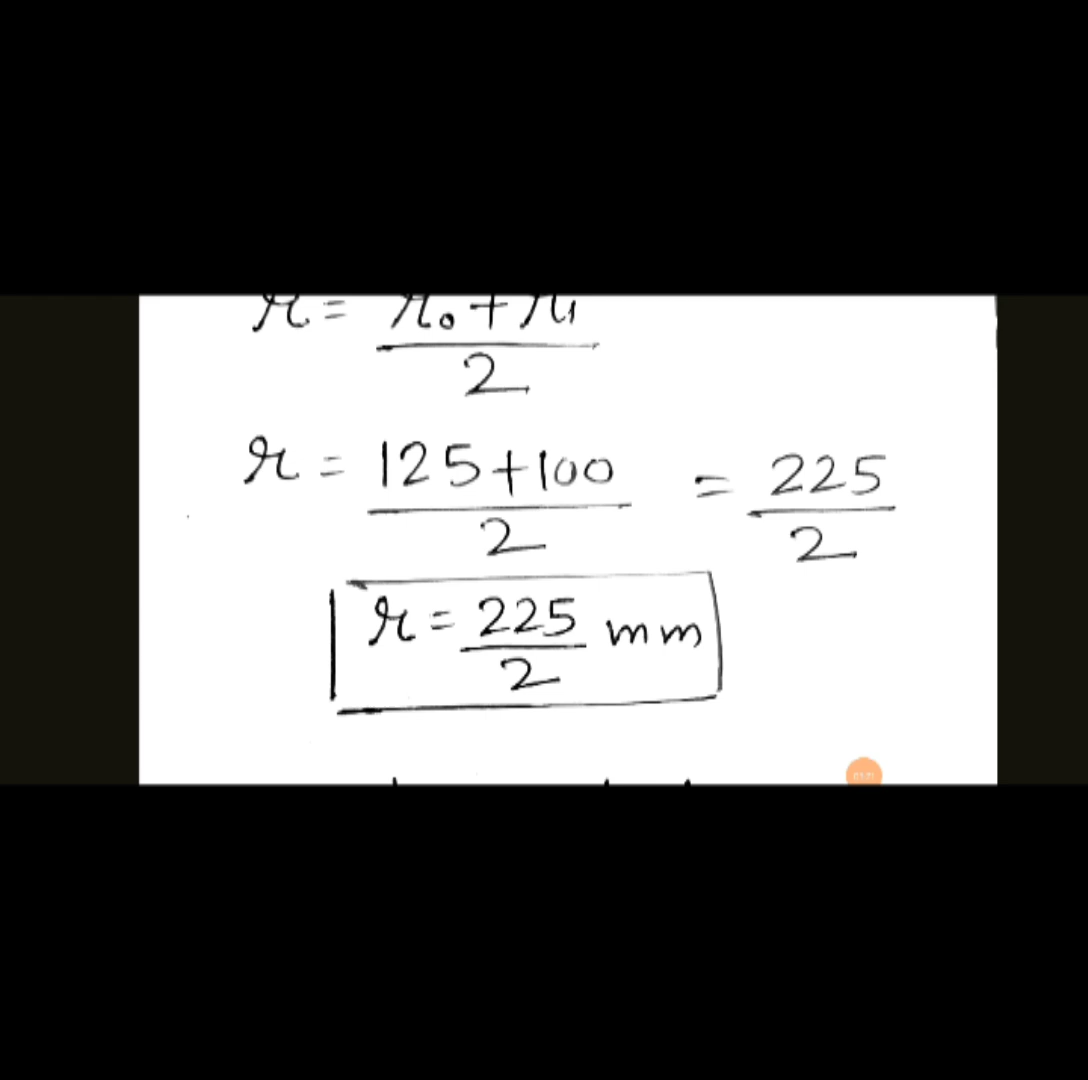 r = r₀ + r₁ / 2
r = 125+100 / 2 = 225 / 2
r = 225 / 2 mm